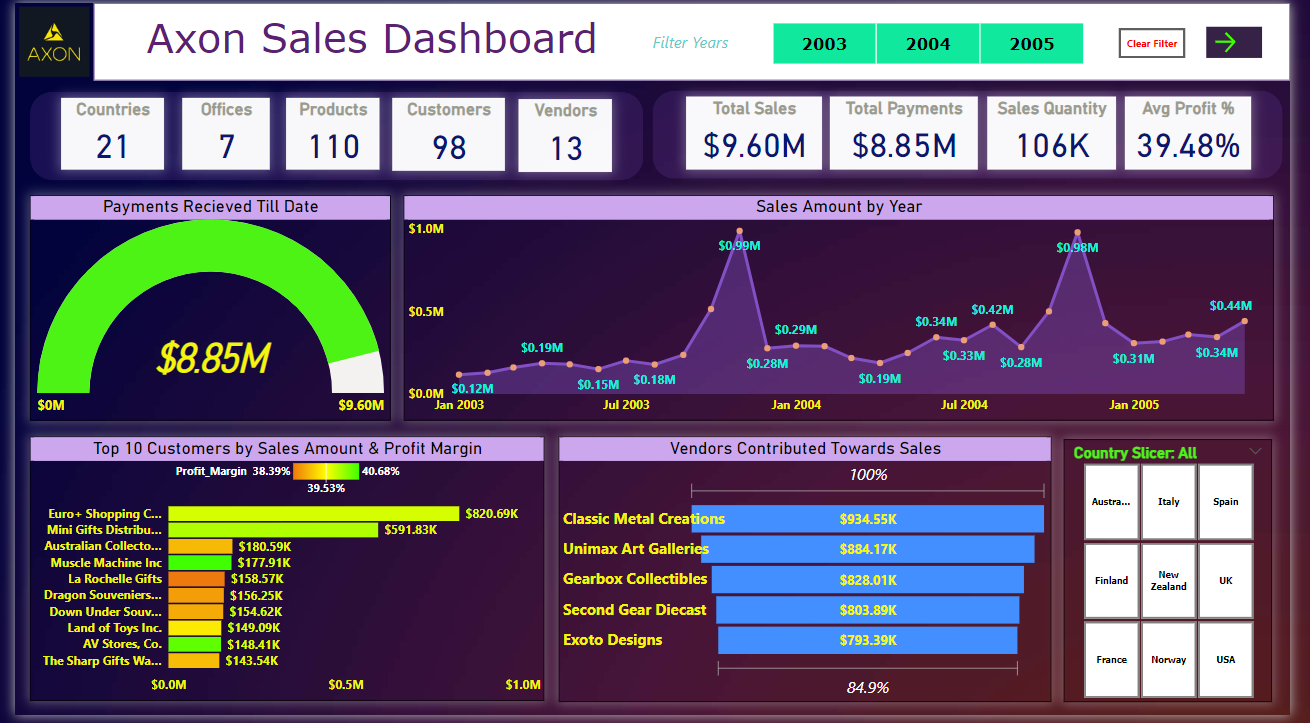 AXON
Axon Sales Dashboard
Filter Years
2003
2004
2005
Clear Filter
Countries
21
Offices
7
Products
110
Customers
98
Vendors
13
Total Sales
$9.60M
Total Payments
$8.85M
Sales Quantity
106K
Avg Profit %
39.48%
Payments Recieved Till Date
$8.85M
$0M
$9.60M
Sales Amount by Year
$1.0M
$0.5M
$0.0M
$0.12M
$0.19M
$0.15M
$0.18M
$0.99M
$0.28M
$0.29M
$0.19M
$0.34M
$0.33M
$0.42M
$0.28M
$0.98M
$0.31M
$0.34M
$0.44M
Jan 2003
Jul 2003
Jan 2004
Jul 2004
Jan 2005
Top 10 Customers by Sales Amount & Profit Margin
Profit_Margin 38.39% 40.68%
39.53%
Euro+ Shopping C... $820.69K
Mini Gifts Distribu... $591.83K
Australian Collecto... $180.59K
Muscle Machine Inc $177.91K
La Rochelle Gifts $158.57K
Dragon Souveniers... $156.25K
Down Under Souv... $154.62K
Land of Toys Inc. $149.09K
AV Stores, Co. $148.41K
The Sharp Gifts Wa... $143.54K
$0.0M $0.5M $1.0M
Vendors Contributed Towards Sales
100%
Classic Metal Creations $934.55K
Unimax Art Galleries $884.17K
Gearbox Collectibles $828.01K
Second Gear Diecast $803.89K
Exoto Designs $793.39K
84.9%
Country Slicer: All
Austra...
Italy
Spain
Finland
New
Zealand
UK
France
Norway
USA